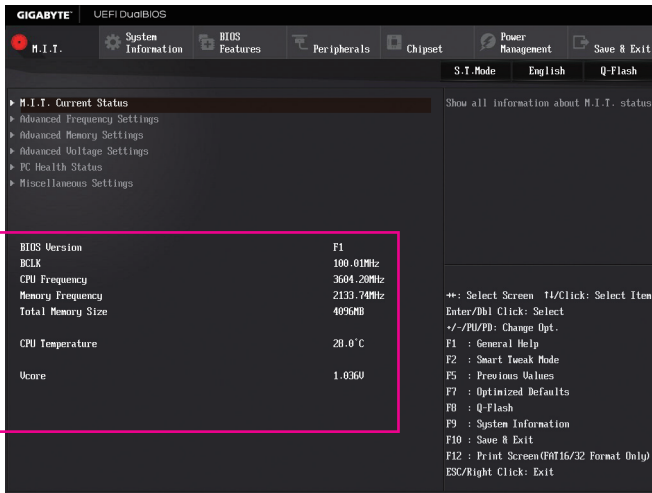 GIGABYTE™ UEFI DualBIOS
M.I.T.
System Information
BIOS Features
Peripherals
Chipset
Power Management
Save & Exit
S.T.Mode English Q-Flash
M.I.T. Current Status
Advanced Frequency Settings
Advanced Memory Settings
Advanced Voltage Settings
PC Health Status
Miscellaneous Settings
Show all information about M.I.T. status
BIOS Version F1
BCLK 100.01MHz
CPU Frequency 3604.20MHz
Memory Frequency 2133.74MHz
Total Memory Size 4096MB
CPU Temperature 28.0°C
Vcore 1.036V
→←: Select Screen ↑↓/Click: Select Item
Enter/Dbl Click: Select
+/-/PU/PD: Change Opt.
F1 : General Help
F2 : Smart Tweak Mode
F5 : Previous Values
F7 : Optimized Defaults
F8 : Q-Flash
F9 : System Information
F10 : Save & Exit
F12 : Print Screen(FAT16/32 Format Only)
ESC/Right Click: Exit